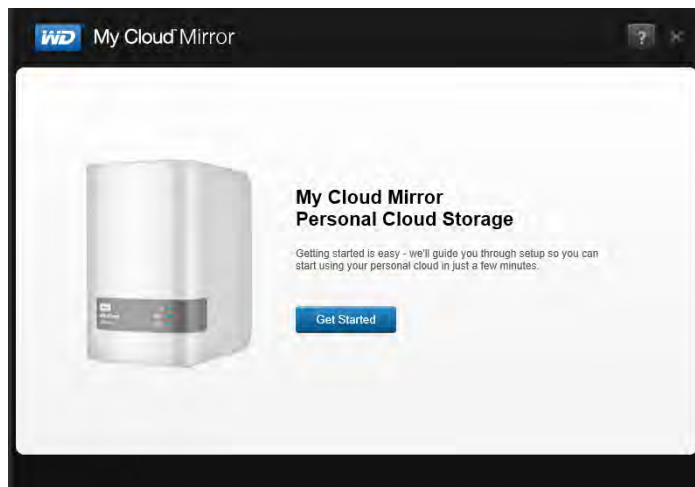 WD My Cloud Mirror
?
My Cloud Mirror
Personal Cloud Storage
Getting started is easy - we'll guide you through setup so you can
start using your personal cloud in just a few minutes.
Get Started